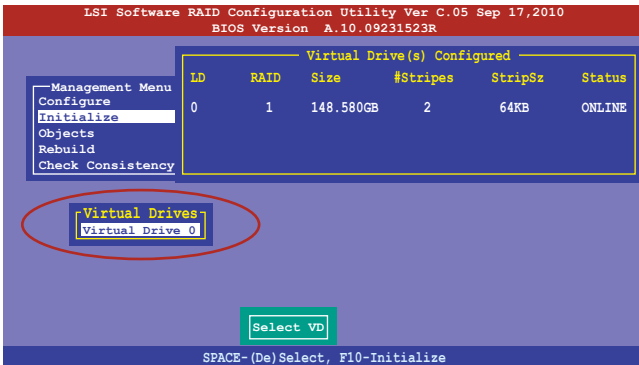 LSI Software RAID Configuration Utility Ver C.05 Sep 17,2010
BIOS Version A.10.09231523R
Virtual Drive(s) Configured
LD RAID Size #Stripes StripSz Status
0 1 148.580GB 2 64KB ONLINE
Management Menu
Configure
Initialize
Objects
Rebuild
Check Consistency
Virtual Drives
Virtual Drive 0
Select VD
SPACE-(De)Select, F10-Initialize